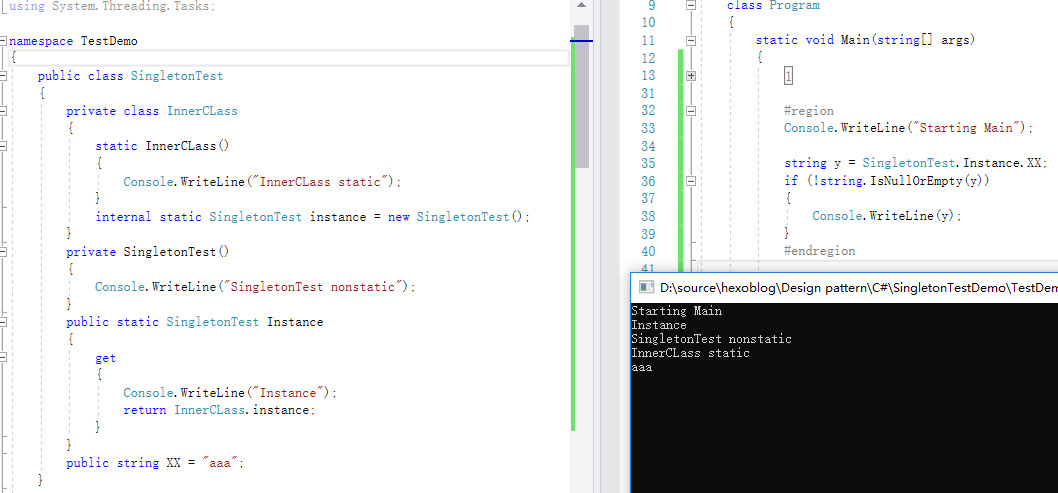 using System.Threading.Tasks;
namespace TestDemo
{
public class SingletonTest
{
private class InnerCLass
{
static InnerCLass()
{
Console.WriteLine("InnerCLass static");
}
internal static SingletonTest instance = new SingletonTest();
}
private SingletonTest()
{
Console.WriteLine("SingletonTest nonstatic");
}
public static SingletonTest Instance
{
get
{
Console.WriteLine("Instance");
return InnerCLass.instance;
}
}
public string XX = "aaa";
}
9 class Program
10 {
11 static void Main(string[] args)
12 {
13 1
31
32 #region
33 Console.WriteLine("Starting Main");
34
35 string y = SingletonTest.Instance.XX;
36 if (!string.IsNullOrEmpty(y))
37 {
38 Console.WriteLine(y);
39 }
40 #endregion
41
D:\source\hexoblog\Design pattern\C#\SingletonTestDemo\TestDem
Starting Main
Instance
SingletonTest nonstatic
InnerCLass static
aaa